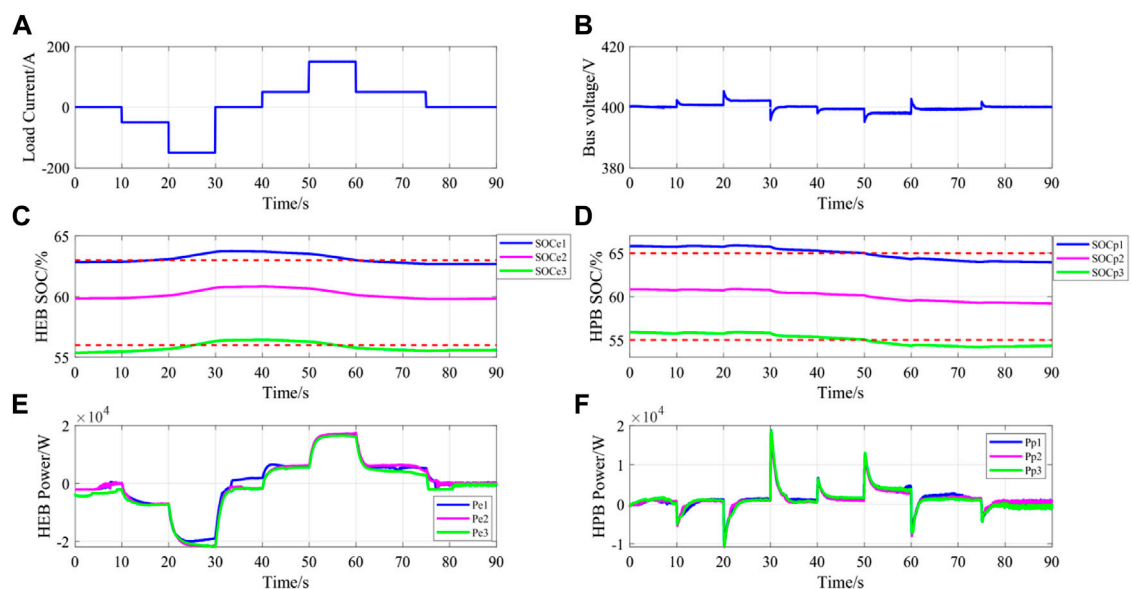 A
200
0
-200
Load Current/A
0 10 20 30 40 50 60 70 80 90
Time/s
B
420
400
380
Bus voltage/V
0 10 20 30 40 50 60 70 80 90
Time/s
C
65
60
55
HEB SOC/%
SOCe1
SOCe2
SOCe3
0 10 20 30 40 50 60 70 80 90
Time/s
D
65
60
55
HPB SOC/%
SOCp1
SOCp2
SOCp3
0 10 20 30 40 50 60 70 80 90
Time/s
E
×10⁴
2
0
-2
HEB Power/W
Pe1
Pe2
Pe3
0 10 20 30 40 50 60 70 80 90
Time/s
F
×10⁴
2
1
0
-1
HPB Power/W
Pp1
Pp2
Pp3
0 10 20 30 40 50 60 70 80 90
Time/s